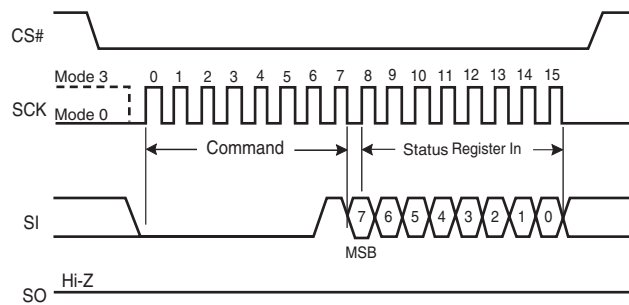 CS#
Mode 3
0 1 2 3 4 5 6 7 8 9 10 11 12 13 14 15
SCK
Mode 0
Command
Status Register In
SI
7 6 5 4 3 2 1 0
MSB
Hi-Z
SO